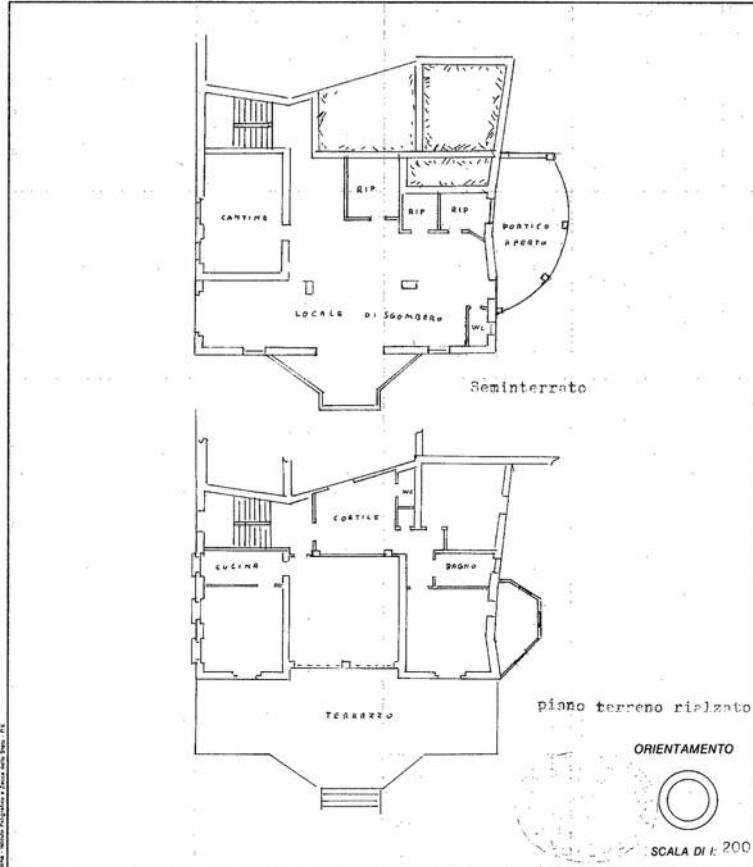 RIP
RIP
RIP
CANTINA
PORTICO
APERTO
LOCALE DI SGOMBERO
WC
Seminterrato
WC
CORTILE
CUCINA
BAGNO
TERRAZZO
piano terreno rialzato
ORIENTAMENTO
SCALA DI 1: 200